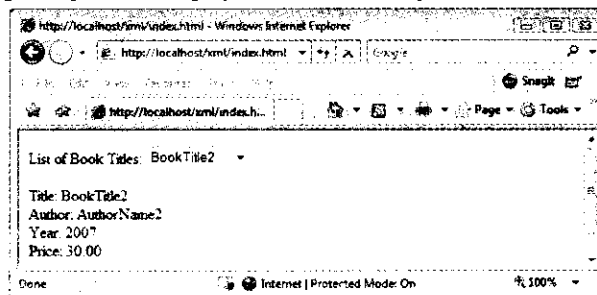 http://localhost/xml/index.html - Windows Internet Explorer
http://localhost/xml/index.html
Google
Snagit
http://localhost/xml/index.h...
Page
Tools
List of Book Titles: BookTitle2
Title: BookTitle2
Author: AuthorName2
Year: 2007
Price: 30.00
Done
Internet | Protected Mode: On
100%